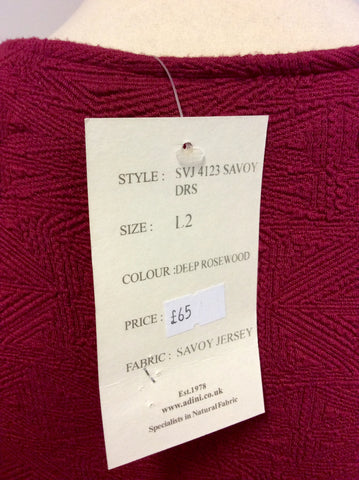 STYLE : SVJ 4123 SAVOY
DRS
SIZE : L2
COLOUR :DEEP ROSEWOOD
PRICE : £65
FABRIC : SAVOY JERSEY
Est.1978
www.adini.co.uk
Specialists in Natural Fabric